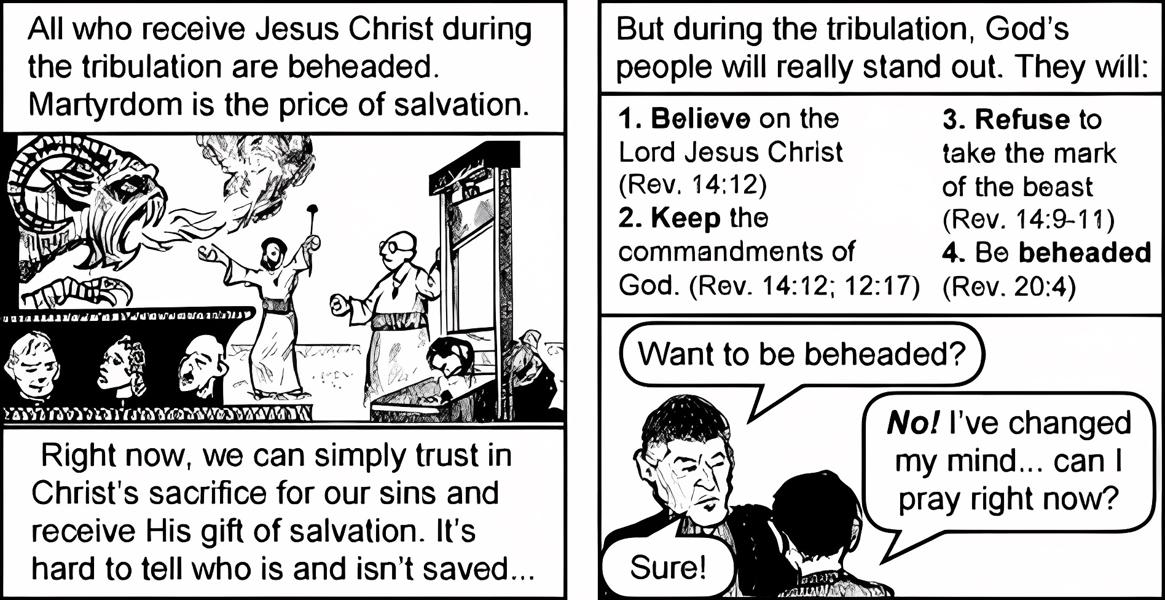 All who receive Jesus Christ during
the tribulation are beheaded.
Martyrdom is the price of salvation.
Right now, we can simply trust in
Christ's sacrifice for our sins and
receive His gift of salvation. It's
hard to tell who is and isn't saved...
But during the tribulation, God's
people will really stand out. They will:
1. Believe on the
Lord Jesus Christ
(Rev. 14:12)
2. Keep the
commandments of
God. (Rev. 14:12; 12:17)
3. Refuse to
take the mark
of the beast
(Rev. 14:9-11)
4. Be beheaded
(Rev. 20:4)
Want to be beheaded?
No! I've changed
my mind... can I
pray right now?
Sure!